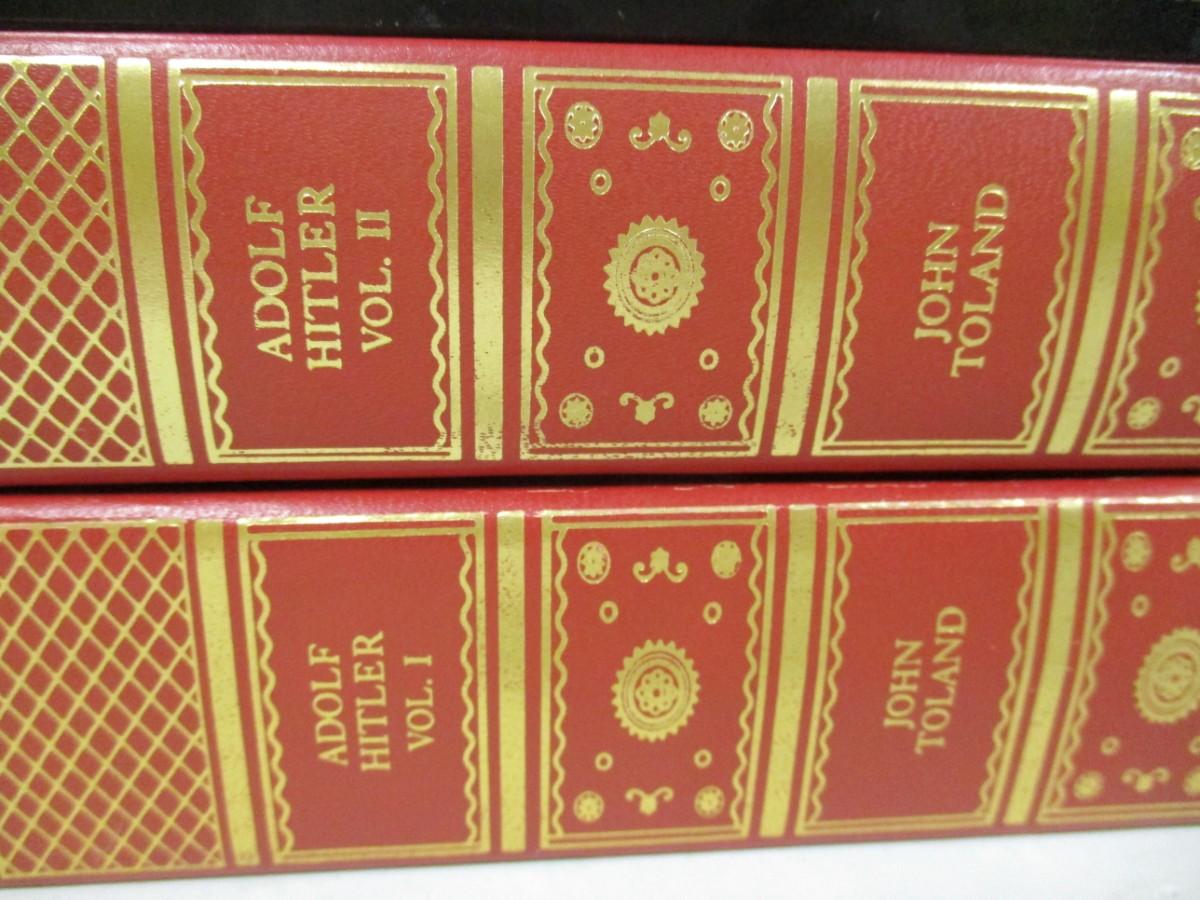 ADOLF
HITLER
VOL. II
JOHN
TOLAND
ADOLF
HITLER
VOL. I
JOHN
TOLAND